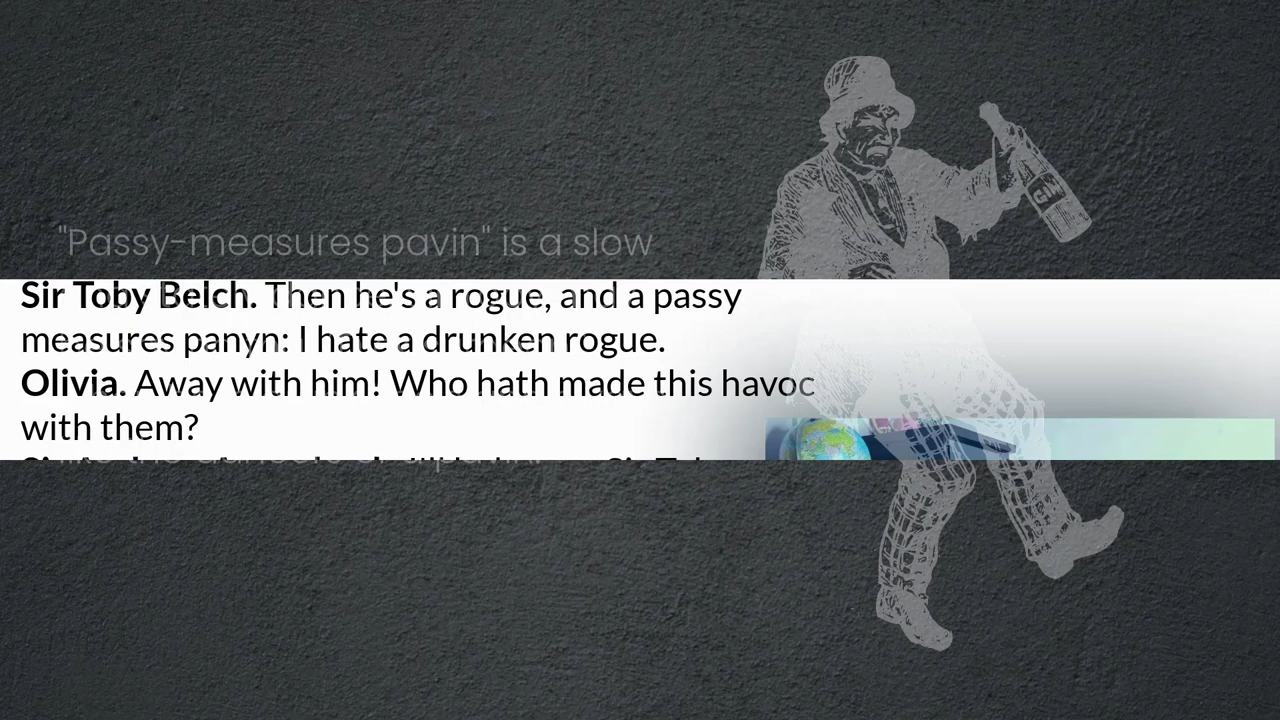 "Passy-measures pavin" is a slow
Sir Toby Belch. Then he's a rogue, and a passy
measures panyn: I hate a drunken rogue.
Olivia. Away with him! Who hath made this havoc
with them?
GIN